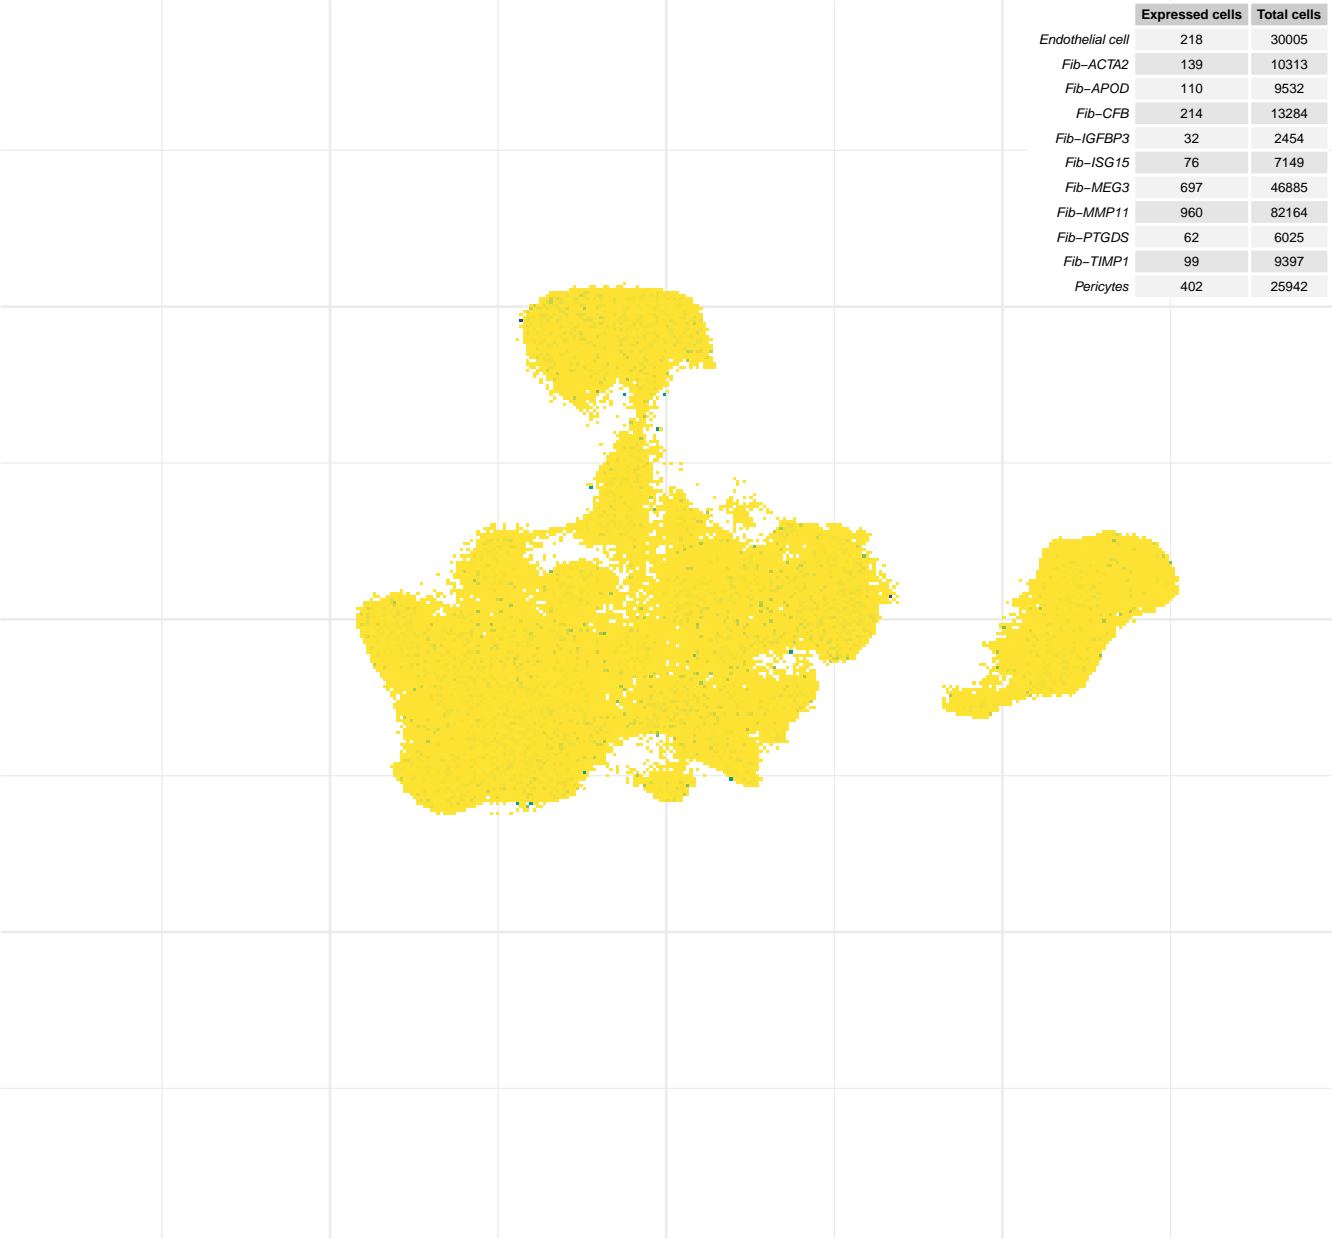 Expressed cells Total cells
Endothelial cell 218 30005
Fib−ACTA2 139 10313
Fib−APOD 110 9532
Fib−CFB 214 13284
Fib−IGFBP3 32 2454
Fib−ISG15 76 7149
Fib−MEG3 697 46885
Fib−MMP11 960 82164
Fib−PTGDS 62 6025
Fib−TIMP1 99 9397
Pericytes 402 25942